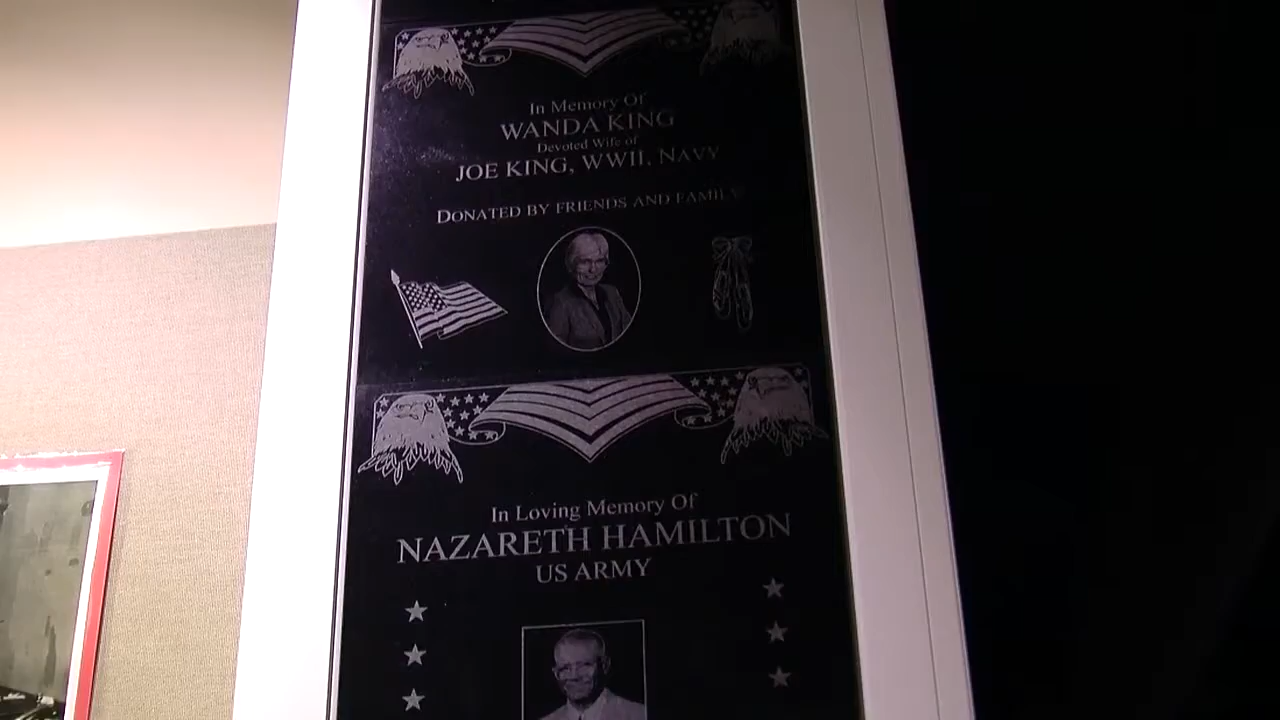 In Memory Of
WANDA KING
Devoted Wife of
JOE KING, WWII, NAVY
DONATED BY FRIENDS AND FAMILY
In Loving Memory Of
NAZARETH HAMILTON
US ARMY